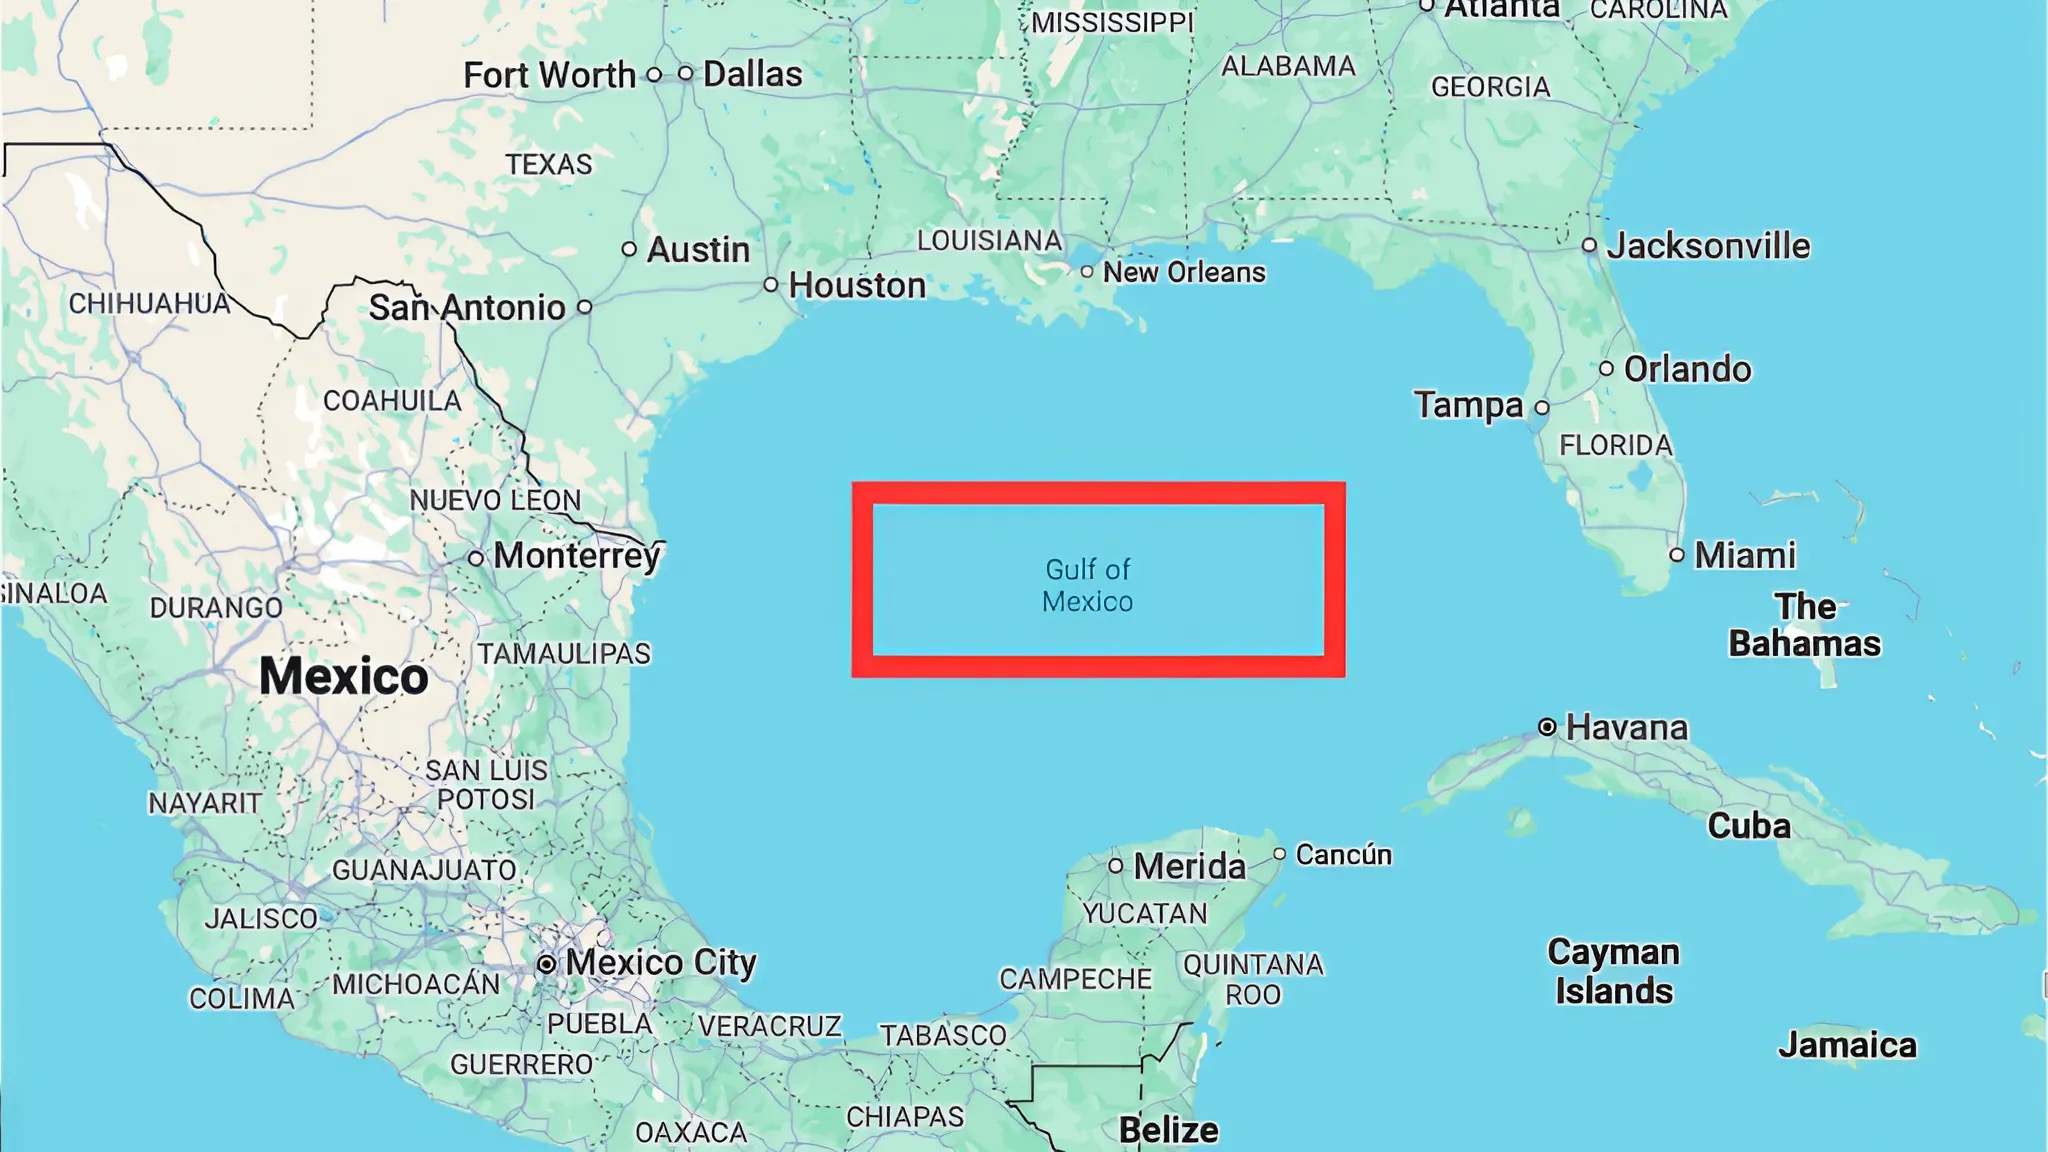 Atlanta
CAROLINA
MISSISSIPPI
ALABAMA
GEORGIA
Fort Worth
Dallas
TEXAS
Austin
LOUISIANA
New Orleans
Jacksonville
Houston
San Antonio
CHIHUAHUA
Orlando
COAHUILA
Tampa
FLORIDA
NUEVO LEON
Monterrey
Gulf of
Mexico
Miami
SINALOA
DURANGO
The
Bahamas
TAMAULIPAS
Mexico
Havana
SAN LUIS
POTOSI
NAYARIT
Cuba
GUANAJUATO
Merida
Cancún
YUCATAN
JALISCO
Mexico City
CAMPECHE
QUINTANA
ROO
Cayman
Islands
MICHOACÁN
COLIMA
PUEBLA
VERACRUZ
TABASCO
Jamaica
GUERRERO
CHIAPAS
OAXACA
Belize